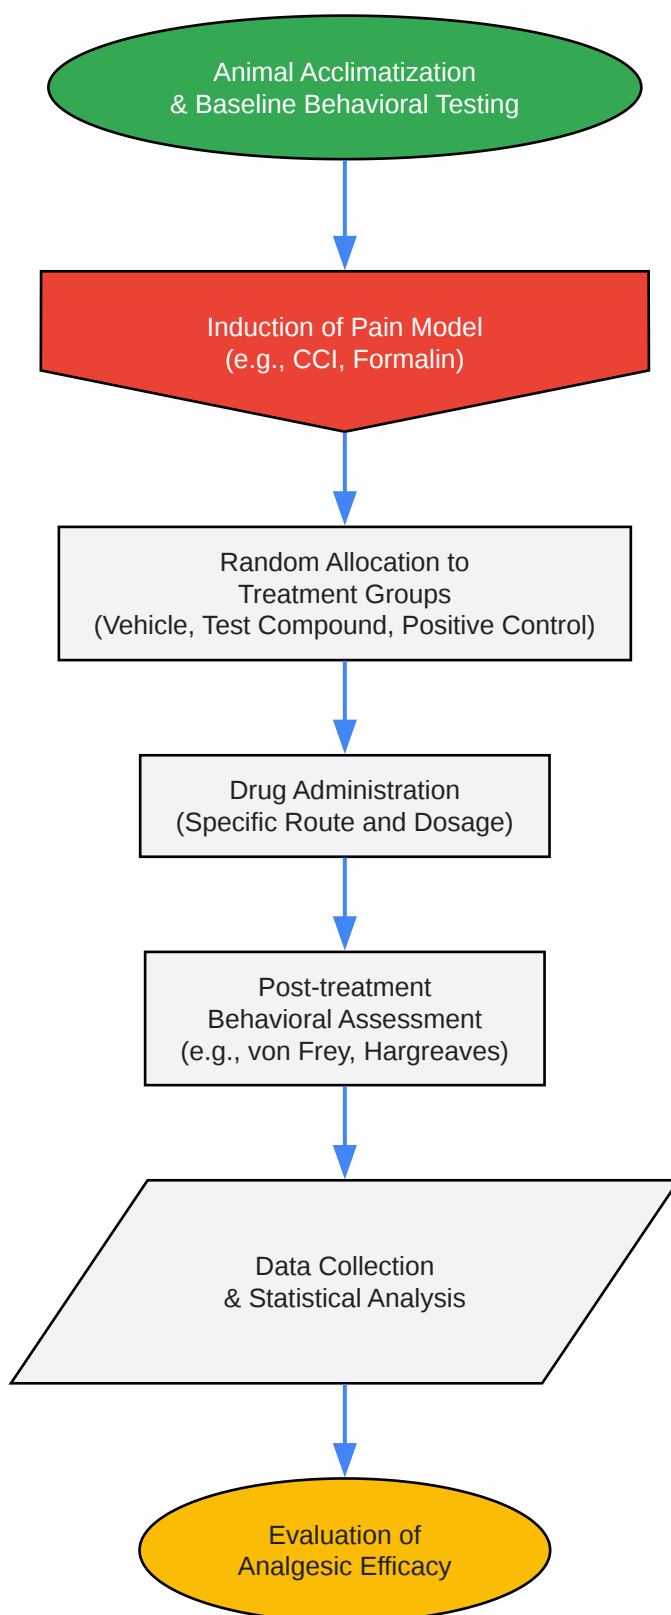 Animal Acclimatization
& Baseline Behavioral Testing
Induction of Pain Model
(e.g., CCI, Formalin)
Random Allocation to
Treatment Groups
(Vehicle, Test Compound, Positive Control)
Drug Administration
(Specific Route and Dosage)
Post-treatment
Behavioral Assessment
(e.g., von Frey, Hargreaves)
Data Collection
& Statistical Analysis
Evaluation of
Analgesic Efficacy